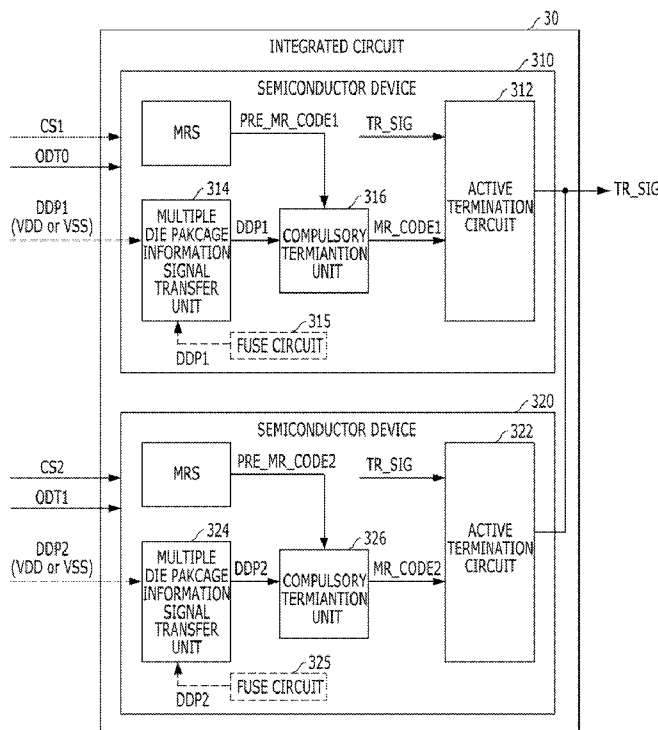 30
INTEGRATED CIRCUIT
310
SEMICONDUCTOR DEVICE
312
CS1
ODT0
DDP1
(VDD or VSS)
MRS
PRE_MR_CODE1
TR_SIG
314
MULTIPLE
DIE PAKCAGE
INFORMATION
SIGNAL
TRANSFER
UNIT
DDP1
316
COMPULSORY
TERMIANTION
UNIT
MR_CODE1
ACTIVE
TERMINATION
CIRCUIT
TR_SIG
315
FUSE CIRCUIT
DDP1
320
SEMICONDUCTOR DEVICE
322
CS2
ODT1
DDP2
(VDD or VSS)
MRS
PRE_MR_CODE2
TR_SIG
324
MULTIPLE
DIE PAKCAGE
INFORMATION
SIGNAL
TRANSFER
UNIT
DDP2
326
COMPULSORY
TERMIANTION
UNIT
MR_CODE2
ACTIVE
TERMINATION
CIRCUIT
325
FUSE CIRCUIT
DDP2